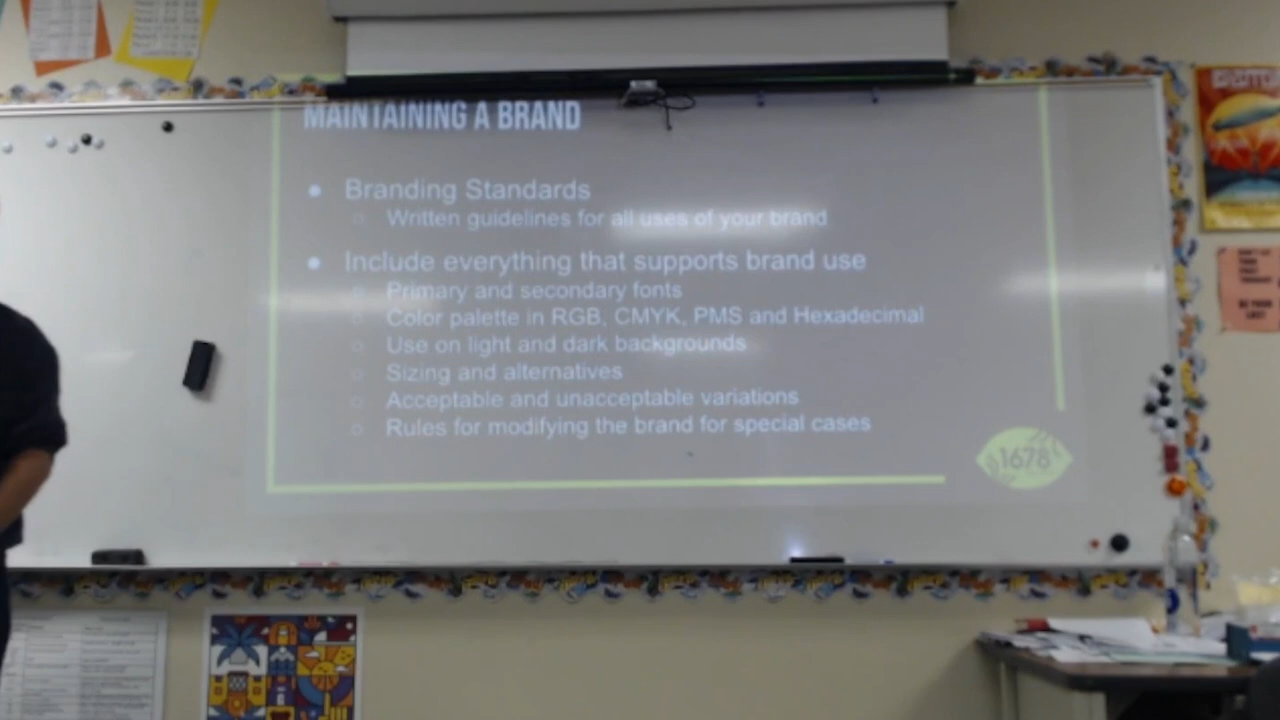 MAINTAINING A BRAND
Branding Standards
Written guidelines for all uses of your brand
Include everything that supports brand use
Primary and secondary fonts
Color palette in RGB, CMYK, PMS and Hexadecimal
Use on light and dark backgrounds
Sizing and alternatives
Acceptable and unacceptable variations
Rules for modifying the brand for special cases
1678